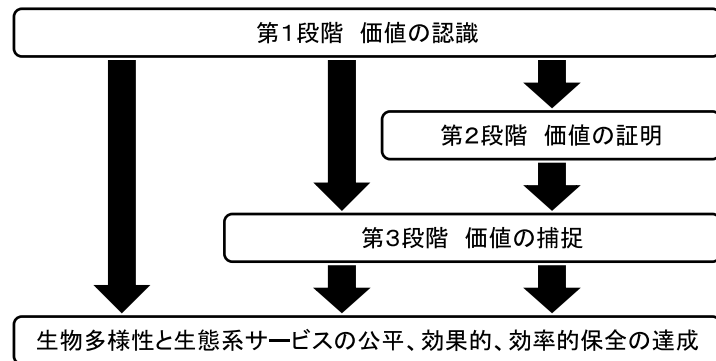 第1段階 価値の認識
第2段階 価値の証明
第3段階 価値の捕捉
生物多様性と生態系サービスの公平、効果的、効率的保全の達成